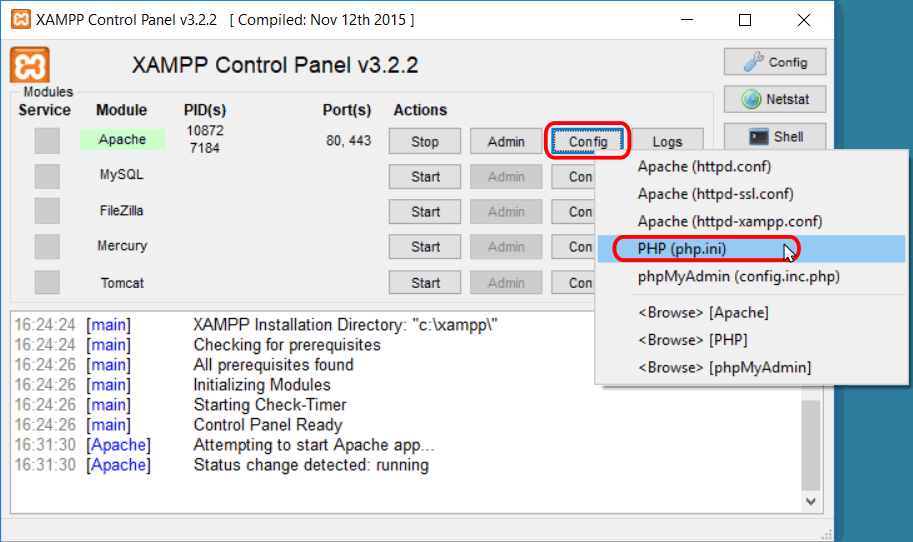 XAMPP Control Panel v3.2.2 [ Compiled: Nov 12th 2015 ]
XAMPP Control Panel v3.2.2
Config
Modules
Netstat
Service Module PID(s) Port(s) Actions
Apache 10872 7184 80, 443 Stop Admin Config Logs
Shell
MySQL Start Admin Con
FileZilla Start Admin Con
Mercury Start Admin Con
Tomcat Start Admin Con
Apache (httpd.conf)
Apache (httpd-ssl.conf)
Apache (httpd-xampp.conf)
PHP (php.ini)
phpMyAdmin (config.inc.php)
<Browse> [Apache]
<Browse> [PHP]
<Browse> [phpMyAdmin]
16:24:24 [main] XAMPP Installation Directory: "c:\xampp\"
16:24:24 [main] Checking for prerequisites
16:24:26 [main] All prerequisites found
16:24:26 [main] Initializing Modules
16:24:26 [main] Starting Check-Timer
16:24:26 [main] Control Panel Ready
16:31:30 [Apache] Attempting to start Apache app...
16:31:30 [Apache] Status change detected: running